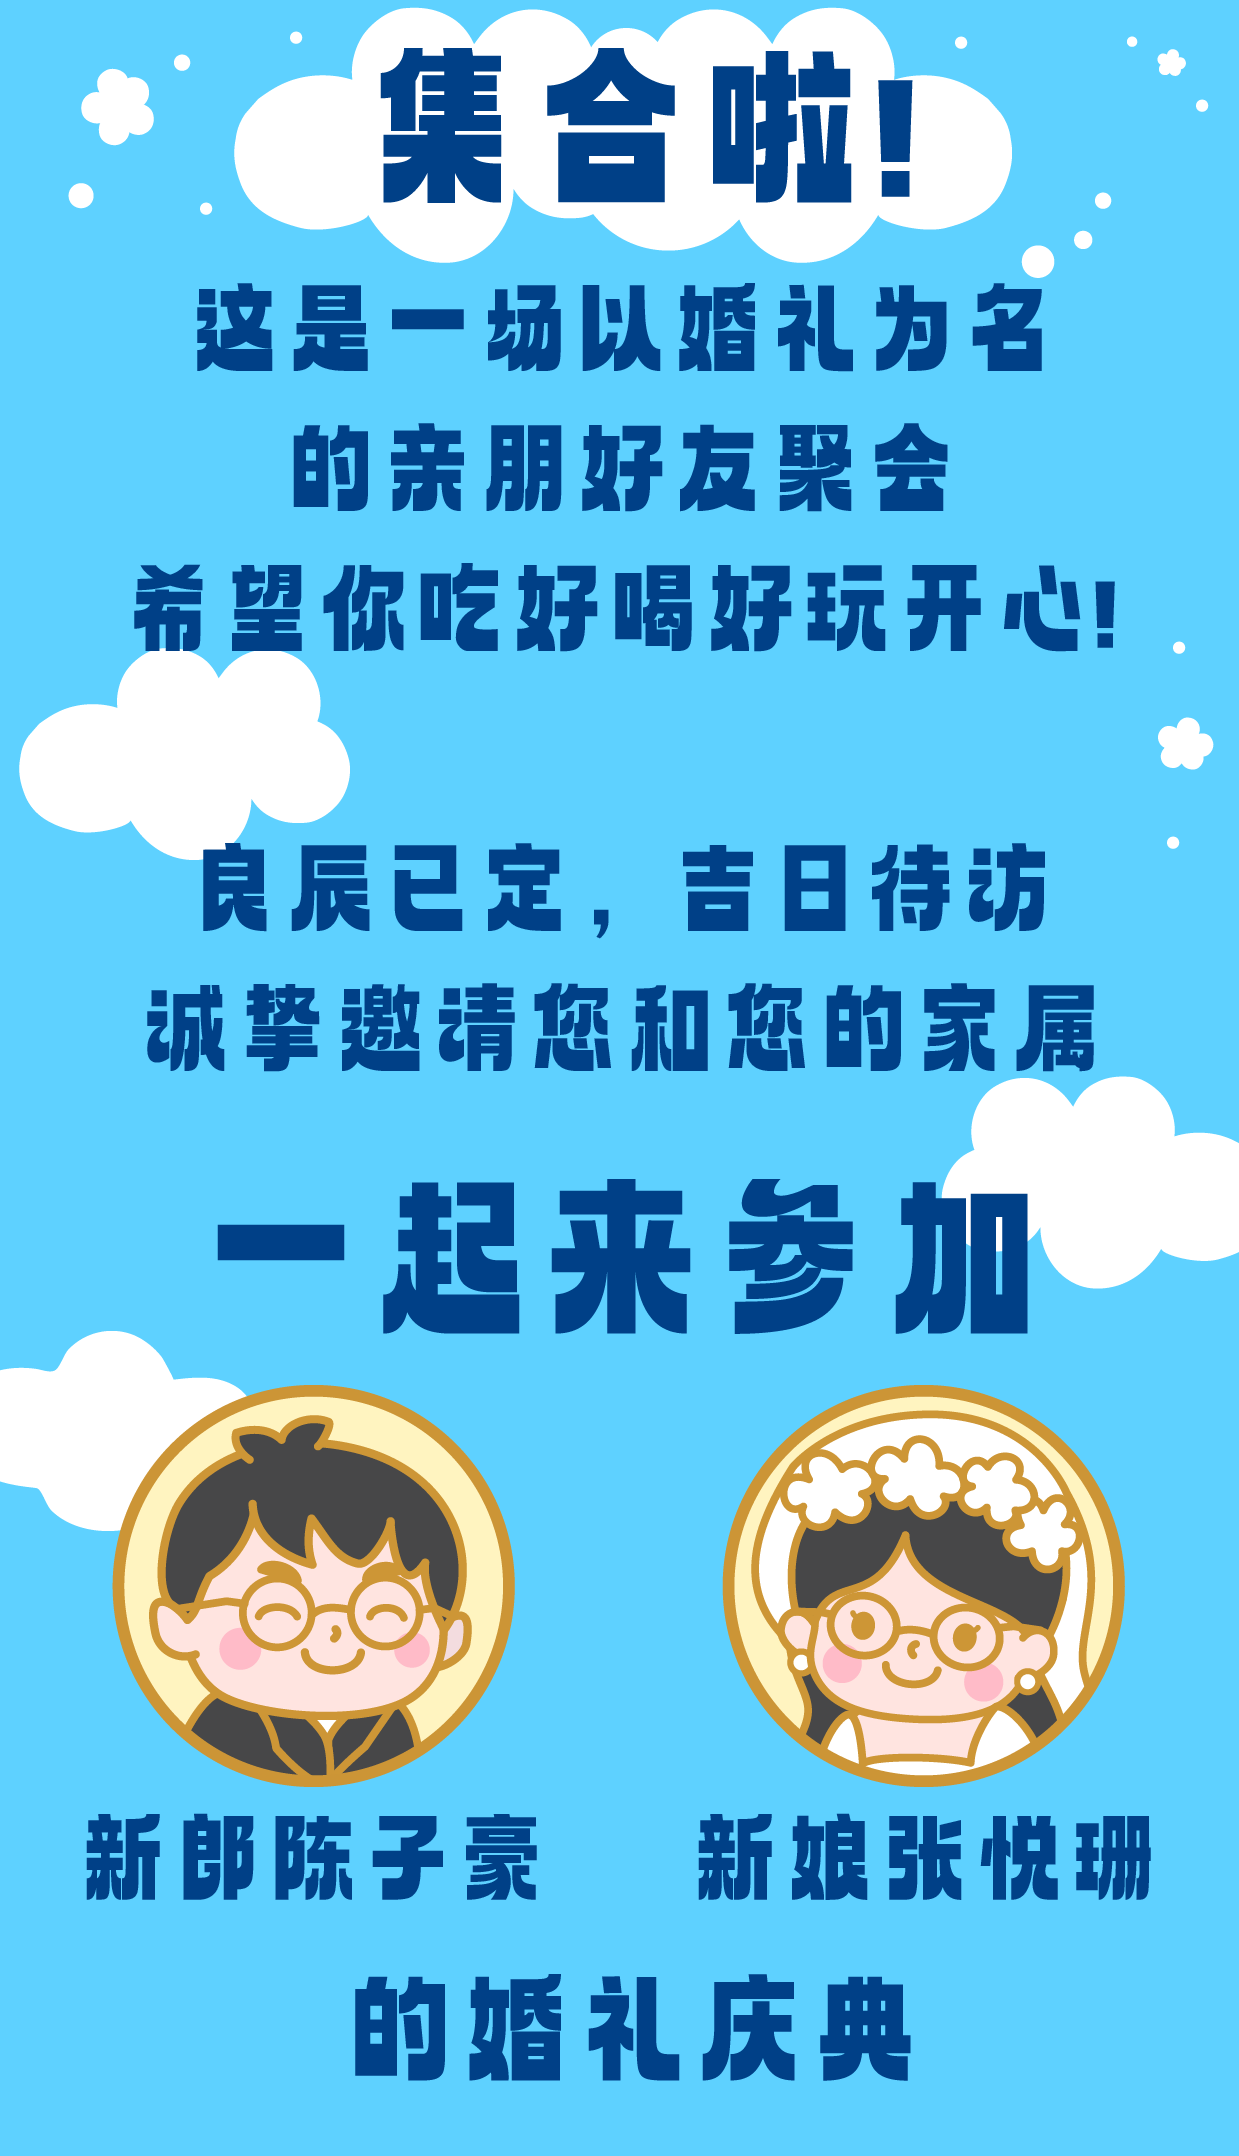 集合啦!
这是一场以婚礼为名
的亲朋好友聚会
希望你吃好喝好玩开心!
良辰已定，吉日待访
诚挚邀请您和您的家属
一起来参加
新郎陈子豪
新娘张悦珊
的婚礼庆典